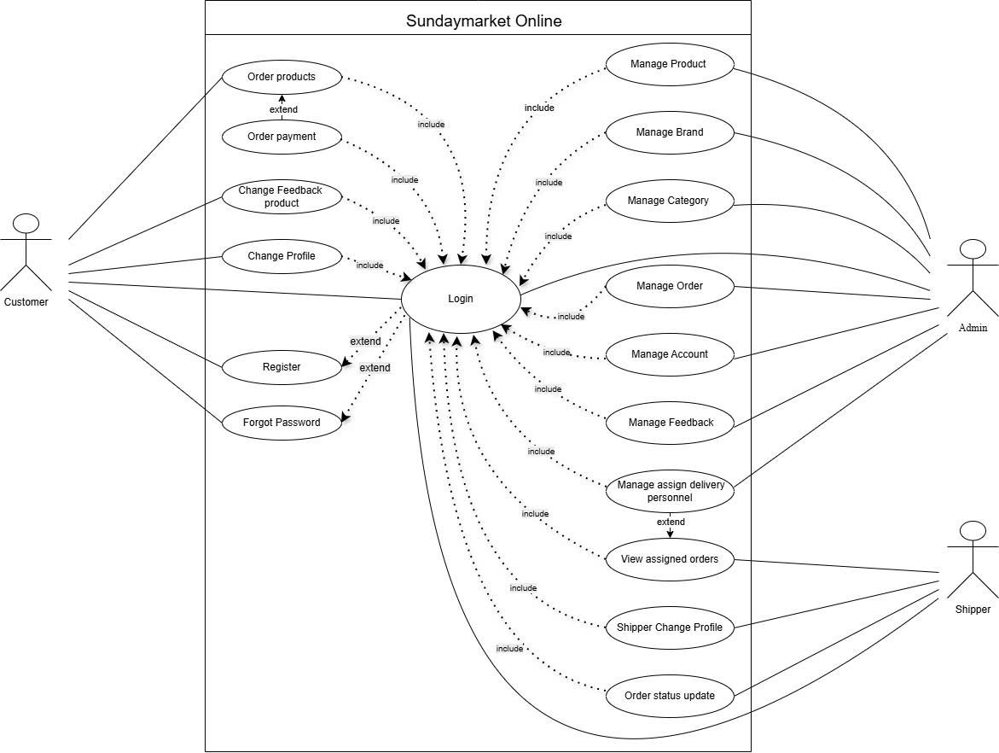 Sundaymarket Online
Order products
extend
Order payment
Change Feedback
product
Change Profile
Register
Forgot Password
include
include
include
include
Login
extend
extend
Manage Product
include
Manage Brand
include
Manage Category
include
Manage Order
include
Manage Account
include
Manage Feedback
include
Manage assign delivery
personnel
include
extend
View assigned orders
include
Shipper Change Profile
include
Order status update
include
Customer
Admin
Shipper